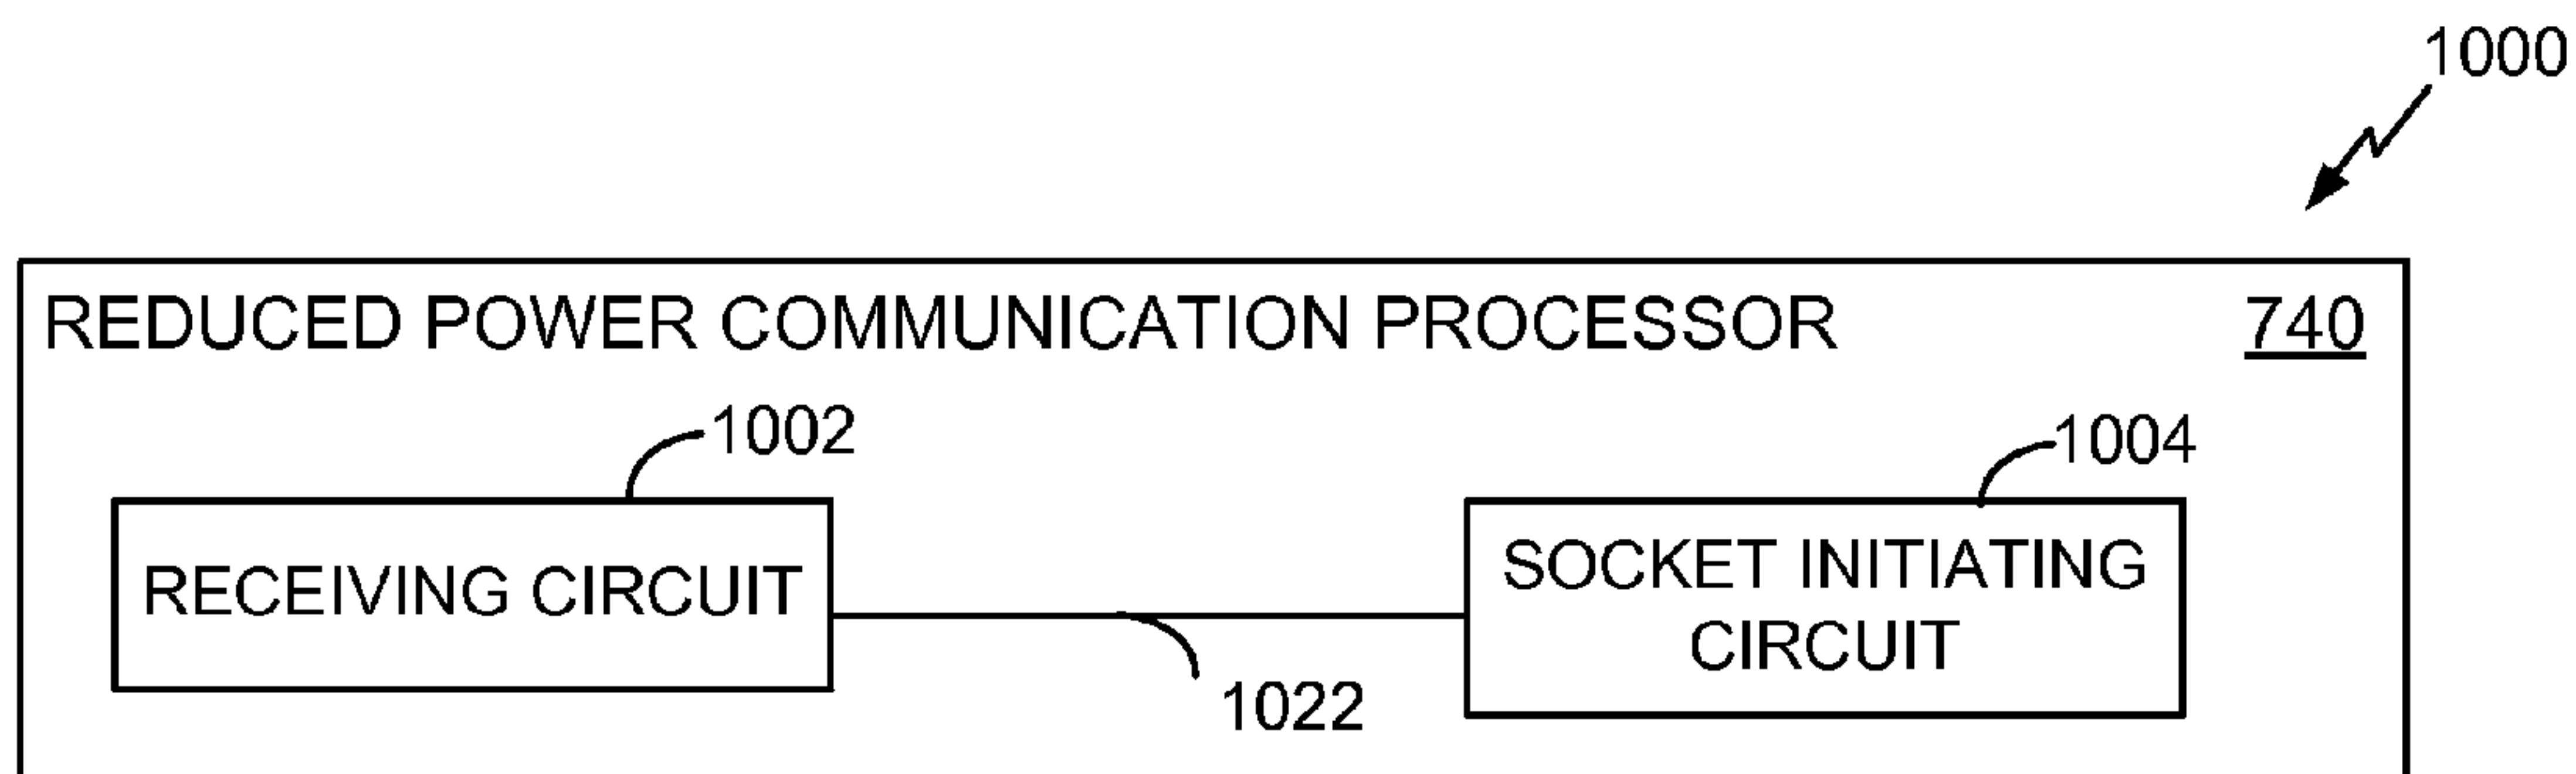 1000
REDUCED POWER COMMUNICATION PROCESSOR 740
1002
1004
RECEIVING CIRCUIT
SOCKET INITIATING
CIRCUIT
1022